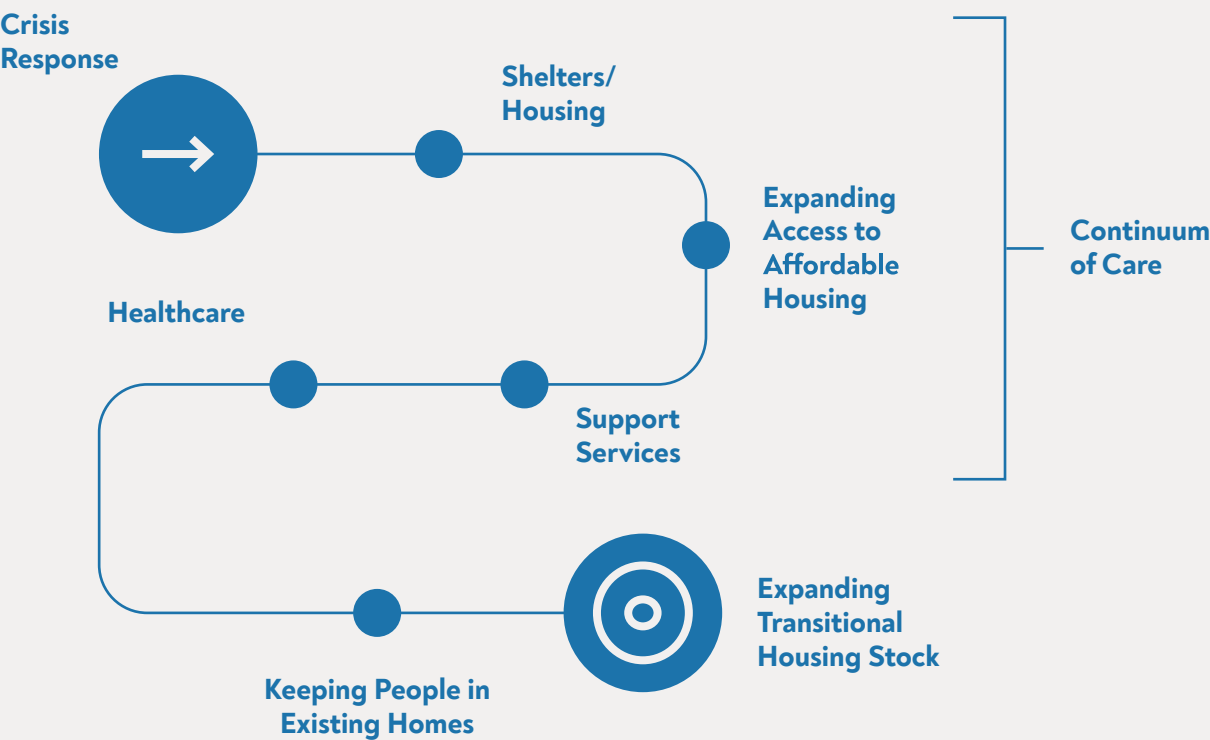 Crisis
Response
Shelters/
Housing
Expanding
Access to
Affordable
Housing
Continuum
of Care
Healthcare
Support
Services
Expanding
Transitional
Housing Stock
Keeping People in
Existing Homes